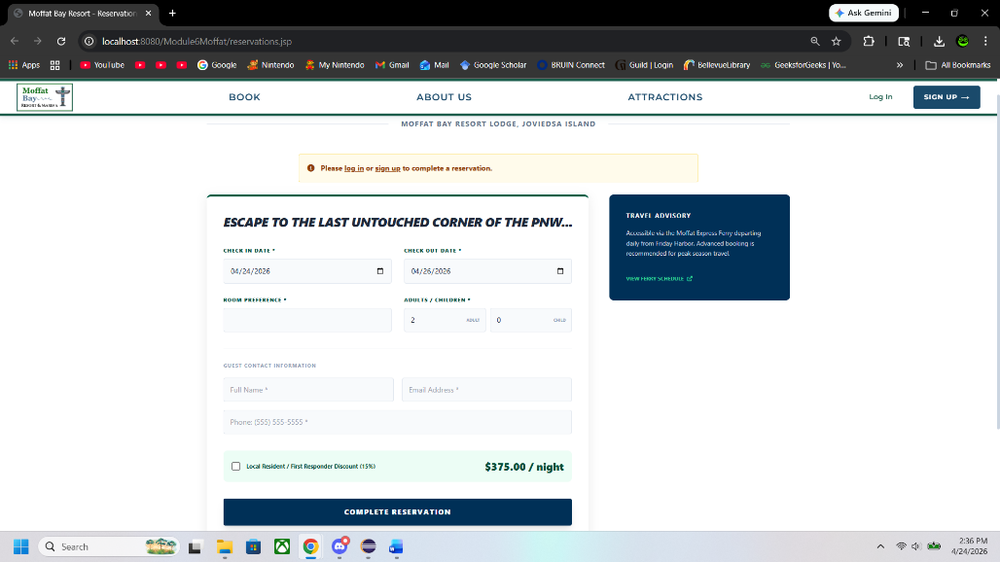 Moffat Bay Resort - Reservation
Ask Gemini
localhost:8080/Module6Moffat/reservations.jsp
Apps
YouTube
Google
Nintendo
My Nintendo
Gmail
Mail
Google Scholar
BRUIN Connect
Guild | Login
BellevueLibrary
GeeksforGeeks | Yo...
»
All Bookmarks
Moffat
Bay
RESORT & MARINA
BOOK
ABOUT US
ATTRACTIONS
Log In
SIGN UP →
MOFFAT BAY RESORT LODGE, JOVIEDSA ISLAND
Please log in or sign up to complete a reservation.
ESCAPE TO THE LAST UNTOUCHED CORNER OF THE PNW...
CHECK IN DATE *
CHECK OUT DATE *
04/24/2026
04/26/2026
ROOM PREFERENCE *
ADULTS / CHILDREN *
2 ADULT
0 CHILD
GUEST CONTACT INFORMATION
Full Name *
Email Address *
Phone: (555) 555-5555 *
Local Resident / First Responder Discount (15%)
$375.00 / night
COMPLETE RESERVATION
TRAVEL ADVISORY
Accessible via the Moffat Express Ferry departing
daily from Friday Harbor. Advanced booking is
recommended for peak season travel.
VIEW FERRY SCHEDULE
Search
2:36 PM
4/24/2026